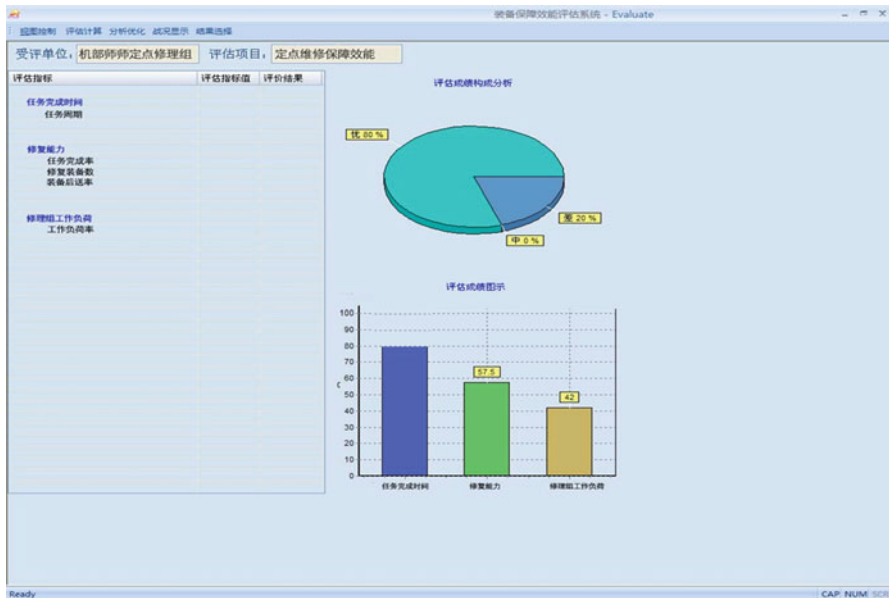 装备保障效能评估系统 - Evaluate
态图绘制 评估计算 分析优化 战况显示 结果选择
受评单位: 机部师师定点修理组 评估项目: 定点维修保障效能
评估指标 评估指标值 评价结果
任务完成时间
任务周期
修复能力
任务完成率
修复装备数
装备后送率
修理组工作负荷
工作负荷率
评估成绩构成分析
优 80 %
差 20 %
中 0 %
评估成绩图示
100
90
80
70
60
50
40
30
20
10
0
57.5
42
任务完成时间 修复能力 修理组工作负荷
Ready CAP NUM SCR